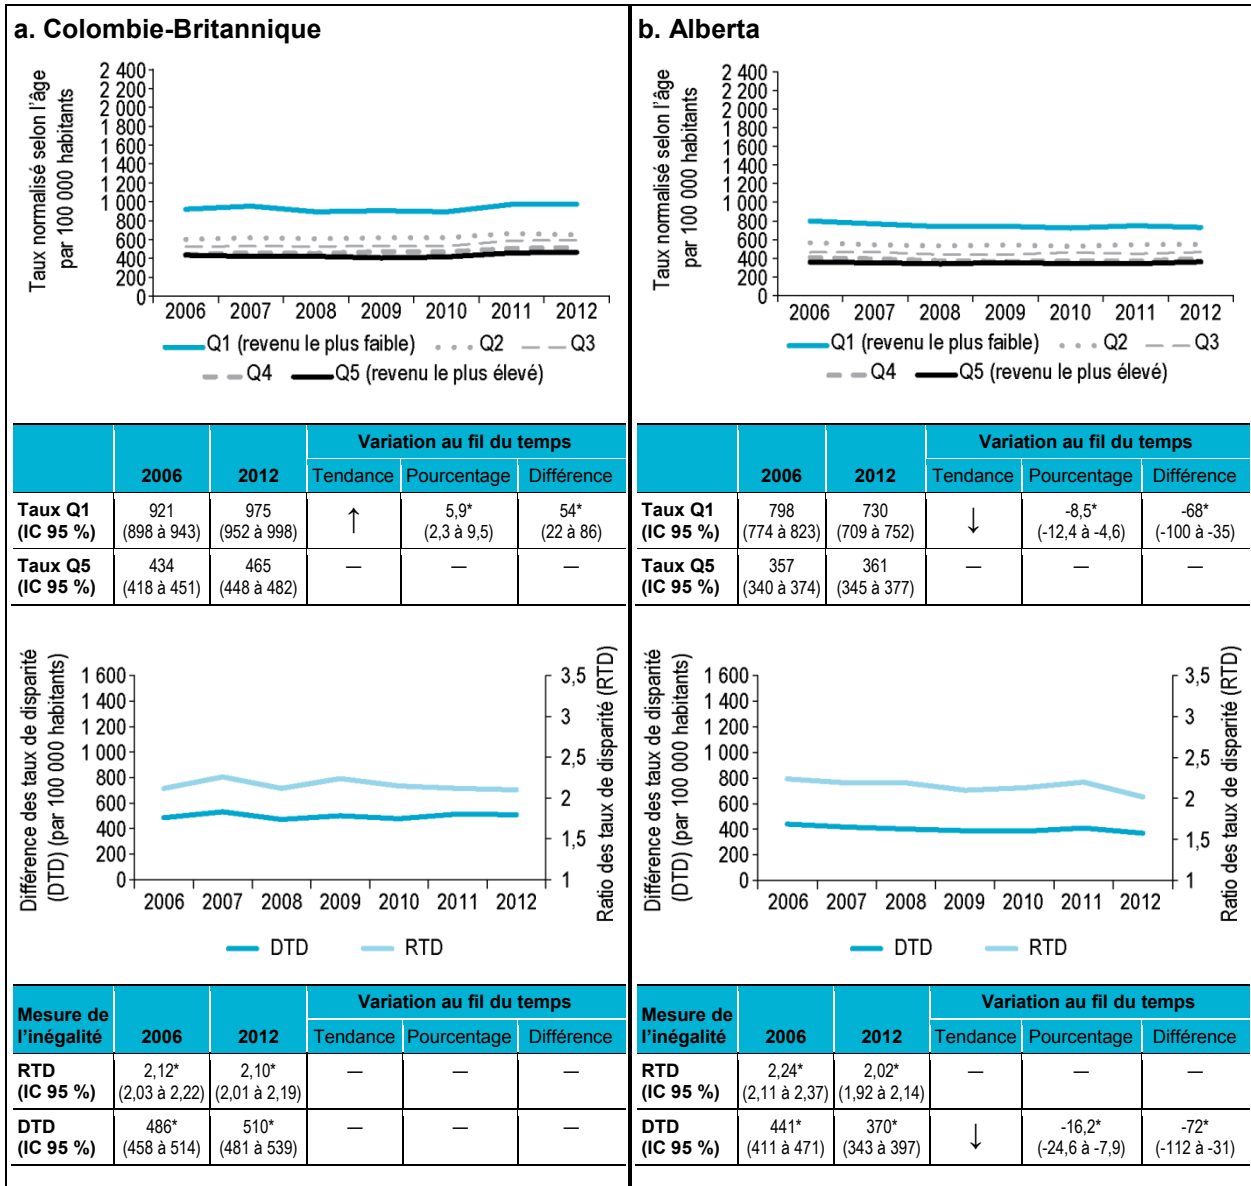 a. Colombie-Britannique
Taux normalisé selon l'âge
par 100 000 habitants
2 400
2 200
2 000
1 800
1 600
1 400
1 200
1 000
800
600
400
200
0
2006 2007 2008 2009 2010 2011 2012
Q1 (revenu le plus faible) Q2 Q3
Q4 Q5 (revenu le plus élevé)
Variation au fil du temps
2006 2012 Tendance Pourcentage Différence
Taux Q1 921 975 ↑ 5,9* 54*
(IC 95 %) (898 à 943) (952 à 998) (2,3 à 9,5) (22 à 86)
Taux Q5 434 465 — — —
(IC 95 %) (418 à 451) (448 à 482)
Différence des taux de disparité
(DTD) (par 100 000 habitants)
1 600
1 400
1 200
1 000
800
600
400
200
0
3,5
3
2,5
2
1,5
1
Ratio des taux de disparité (RTD)
2006 2007 2008 2009 2010 2011 2012
DTD RTD
Mesure de
l'inégalité
Variation au fil du temps
2006 2012 Tendance Pourcentage Différence
RTD 2,12* 2,10* — — —
(IC 95 %) (2,03 à 2,22) (2,01 à 2,19)
DTD 486* 510* — — —
(IC 95 %) (458 à 514) (481 à 539)
b. Alberta
Taux normalisé selon l'âge
par 100 000 habitants
2 400
2 200
2 000
1 800
1 600
1 400
1 200
1 000
800
600
400
200
0
2006 2007 2008 2009 2010 2011 2012
Q1 (revenu le plus faible) Q2 Q3
Q4 Q5 (revenu le plus élevé)
Variation au fil du temps
2006 2012 Tendance Pourcentage Différence
Taux Q1 798 730 ↓ -8,5* -68*
(IC 95 %) (774 à 823) (709 à 752) (-12,4 à -4,6) (-100 à -35)
Taux Q5 357 361 — — —
(IC 95 %) (340 à 374) (345 à 377)
Différence des taux de disparité
(DTD) (par 100 000 habitants)
1 600
1 400
1 200
1 000
800
600
400
200
0
3,5
3
2,5
2
1,5
1
Ratio des taux de disparité (RTD)
2006 2007 2008 2009 2010 2011 2012
DTD RTD
Mesure de
l'inégalité
Variation au fil du temps
2006 2012 Tendance Pourcentage Différence
RTD 2,24* 2,02* — — —
(IC 95 %) (2,11 à 2,37) (1,92 à 2,14)
DTD 441* 370* ↓ -16,2* -72*
(IC 95 %) (411 à 471) (343 à 397) (-24,6 à -7,9) (-112 à -31)